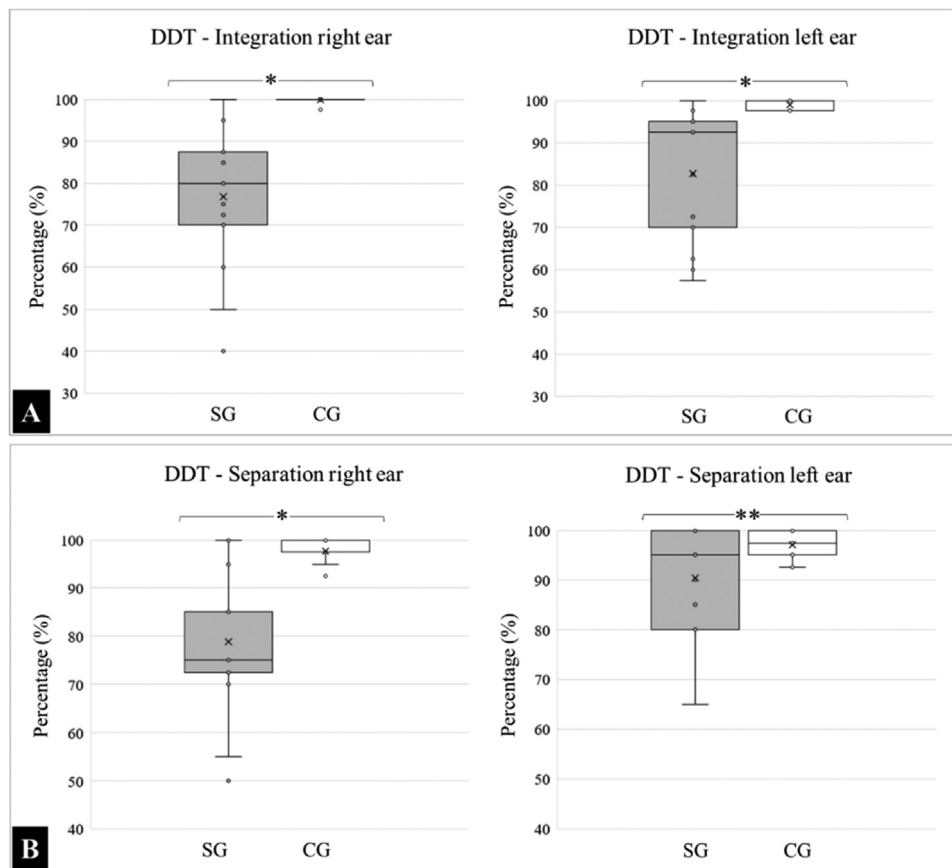 DDT - Integration right ear
*
100
90
80
70
60
50
40
30
Percentage (%)
SG CG
DDT - Integration left ear
*
100
90
80
70
60
50
40
30
Percentage (%)
SG CG
A
DDT - Separation right ear
*
100
90
80
70
60
50
40
Percentage (%)
SG CG
DDT - Separation left ear
**
100
90
80
70
60
50
40
Percentage (%)
SG CG
B